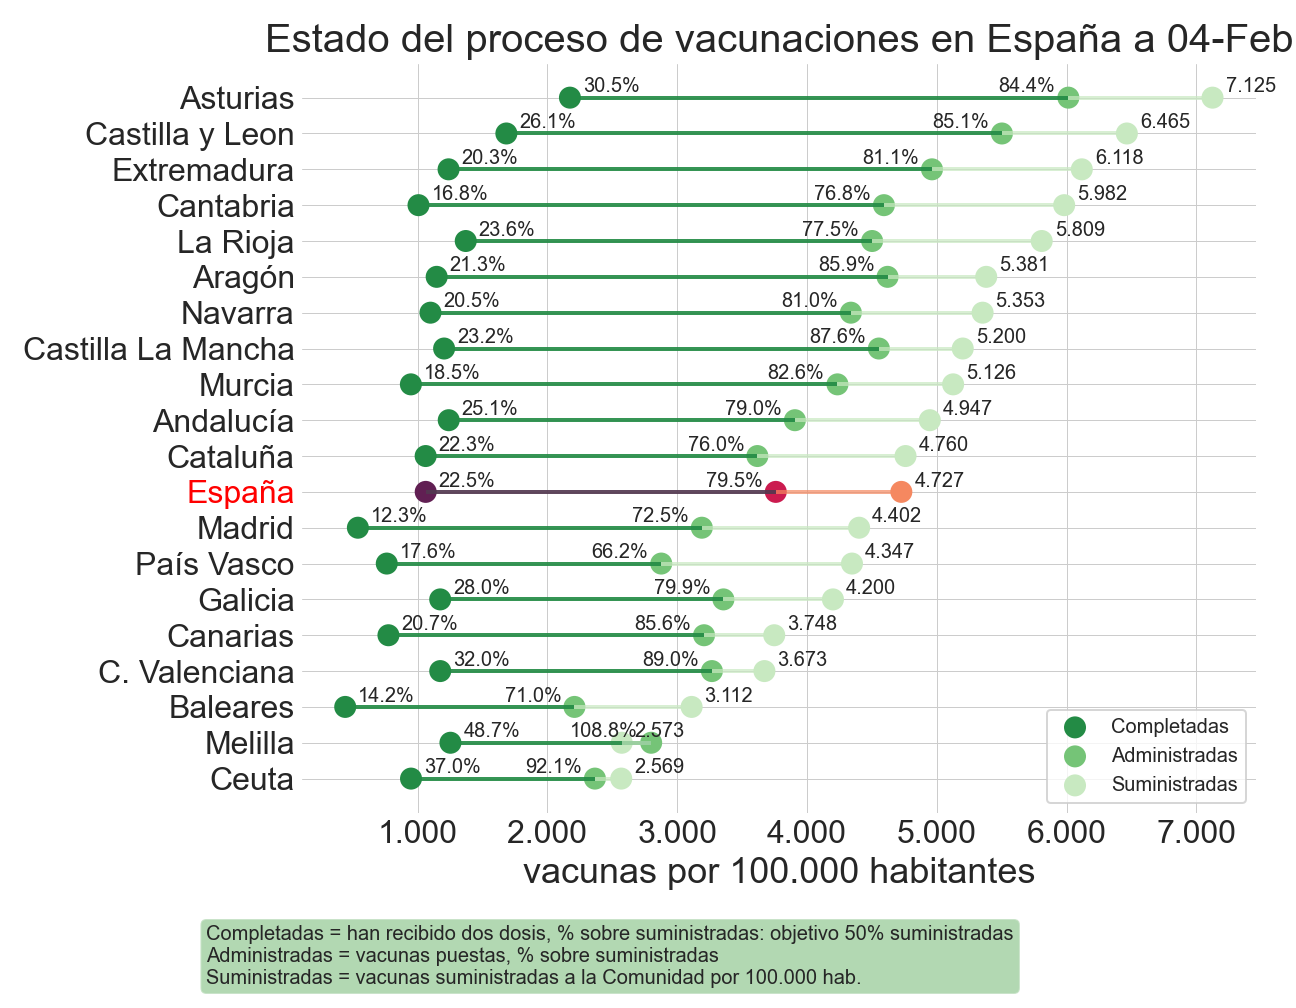 Estado del proceso de vacunaciones en España a 04-Feb
Asturias 30.5% 84.4% 7.125
Castilla y Leon 26.1% 85.1% 6.465
Extremadura 20.3% 81.1% 6.118
Cantabria 16.8% 76.8% 5.982
La Rioja 23.6% 77.5% 5.809
Aragón 21.3% 85.9% 5.381
Navarra 20.5% 81.0% 5.353
Castilla La Mancha 23.2% 87.6% 5.200
Murcia 18.5% 82.6% 5.126
Andalucía 25.1% 79.0% 4.947
Cataluña 22.3% 76.0% 4.760
España 22.5% 79.5% 4.727
Madrid 12.3% 72.5% 4.402
País Vasco 17.6% 66.2% 4.347
Galicia 28.0% 79.9% 4.200
Canarias 20.7% 85.6% 3.748
C. Valenciana 32.0% 89.0% 3.673
Baleares 14.2% 71.0% 3.112
Melilla 48.7% 108.8% 2.573
Ceuta 37.0% 92.1% 2.569
Completadas
Administradas
Suministradas
1.000 2.000 3.000 4.000 5.000 6.000 7.000
vacunas por 100.000 habitantes
Completadas = han recibido dos dosis, % sobre suministradas: objetivo 50% suministradas
Administradas = vacunas puestas, % sobre suministradas
Suministradas = vacunas suministradas a la Comunidad por 100.000 hab.